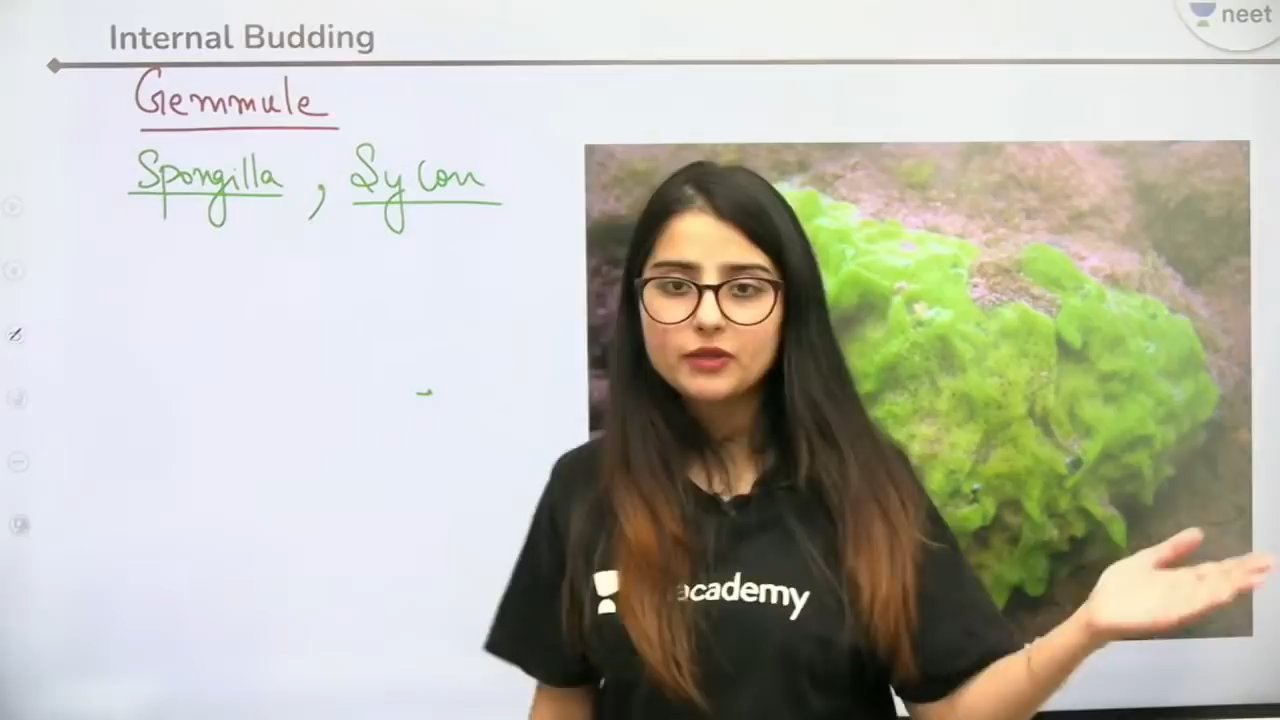 neet
Internal Budding
Gemmule
Spongilla, Sycon
academy